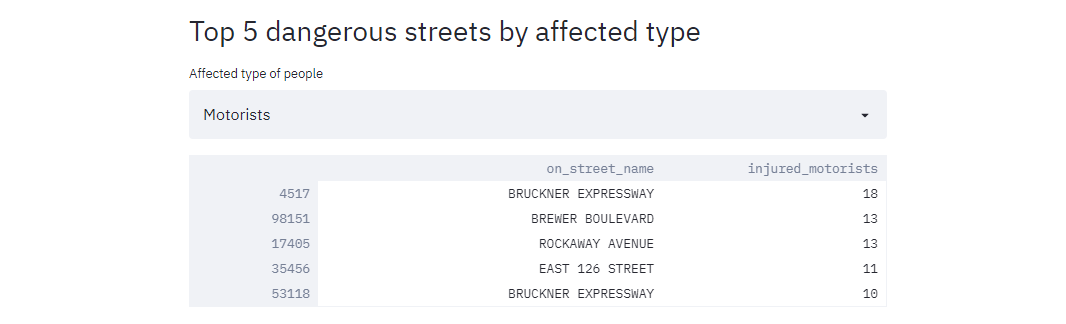 Top 5 dangerous streets by affected type
Affected type of people
Motorists
on_street_name injured_motorists
4517 BRUCKNER EXPRESSWAY 18
98151 BREWER BOULEVARD 13
17405 ROCKAWAY AVENUE 13
35456 EAST 126 STREET 11
53118 BRUCKNER EXPRESSWAY 10